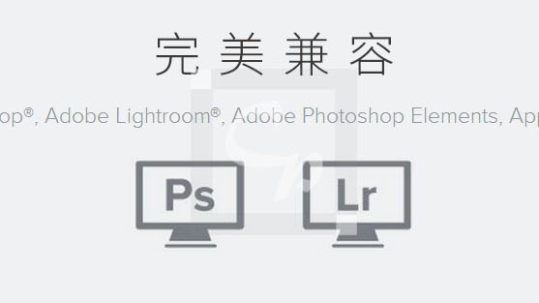 完美兼容
op®, Adobe Lightroom®, Adobe Photoshop Elements, App
Ps Lr